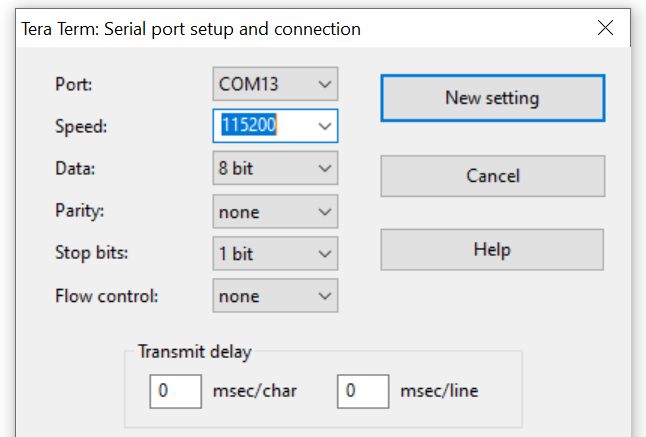 Tera Term: Serial port setup and connection
Port: COM13 New setting
Speed: 115200
Data: 8 bit Cancel
Parity: none
Stop bits: 1 bit Help
Flow control: none
Transmit delay
0 msec/char 0 msec/line